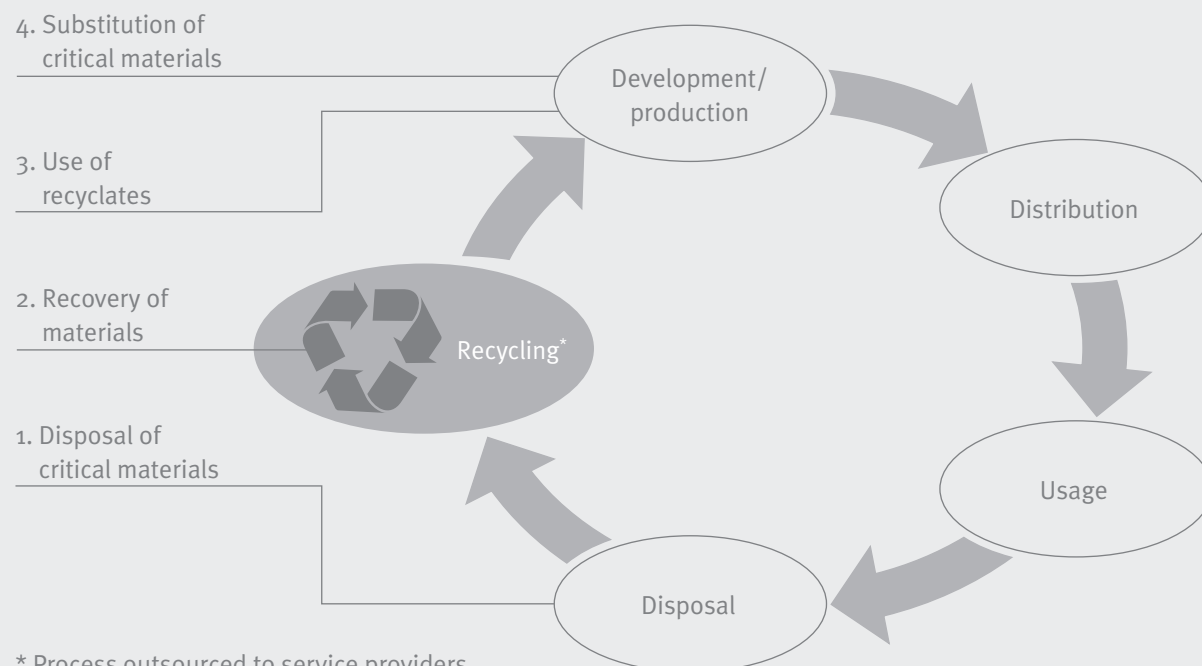 4. Substitution of
critical materials
Development/
production
3. Use of
recyclates
Distribution
2. Recovery of
materials
Recycling*
1. Disposal of
critical materials
Usage
Disposal
* Process outsourced to service providers